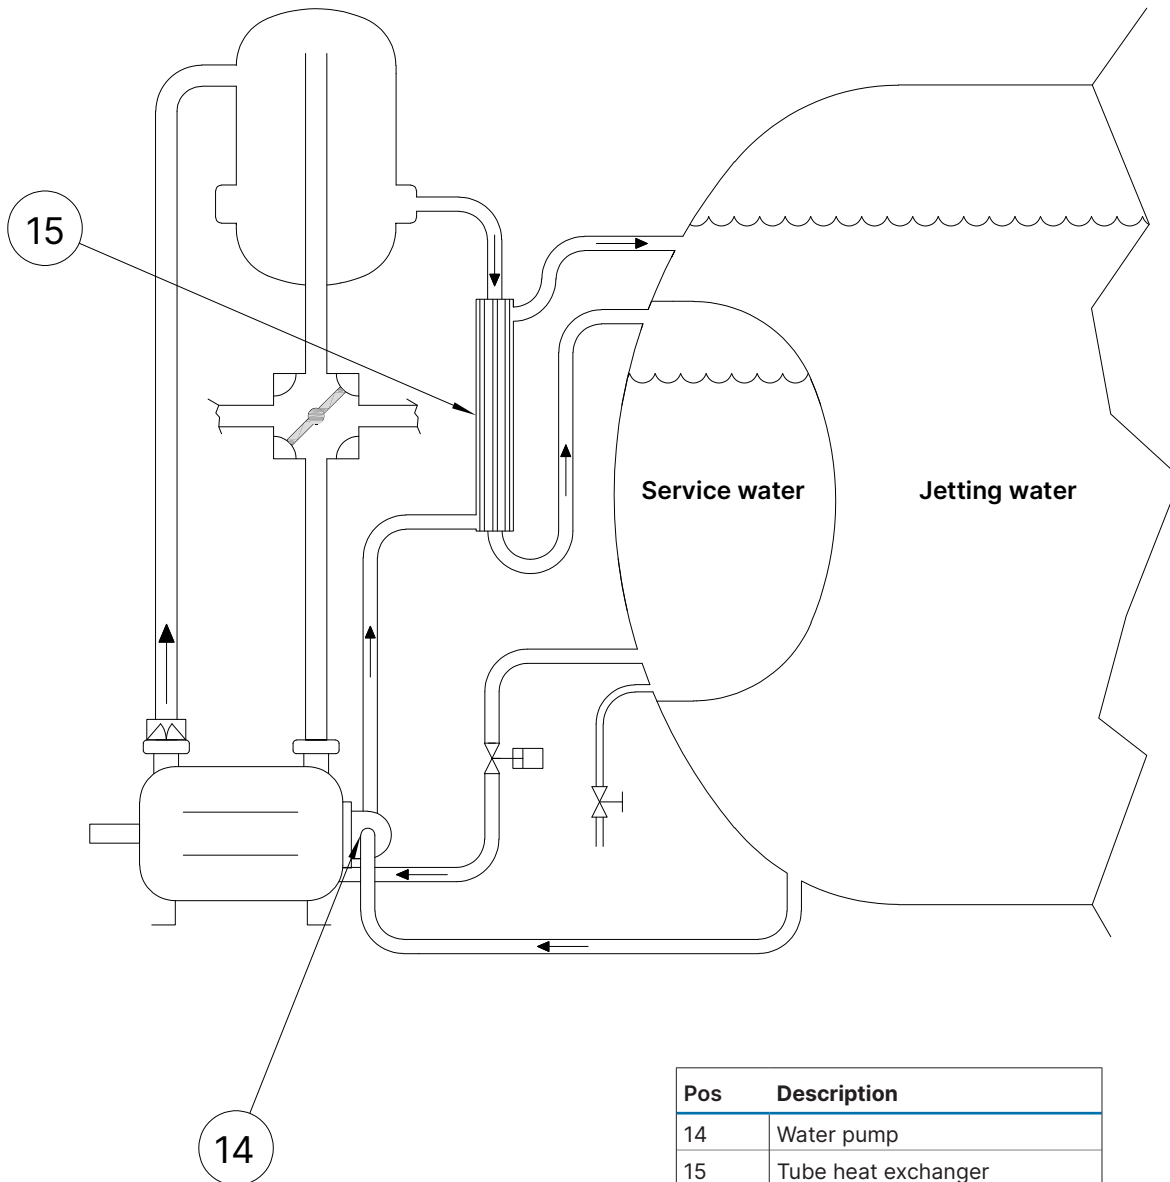 15
Service water
Jetting water
14
Pos Description
14 Water pump
15 Tube heat exchanger